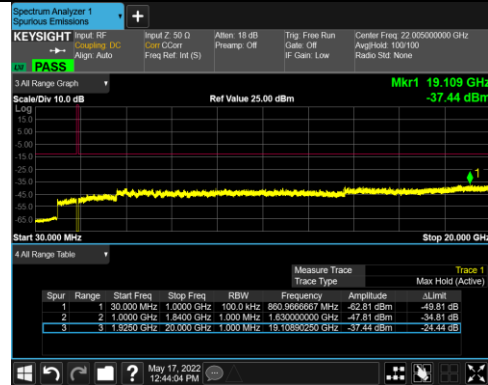 Spectrum Analyzer 1
Spurious Emissions
+
KEYSIGHT Input: RF Input Z: 50 Ω Atten: 18 dB Trig: Free Run Center Freq: 22.005000000 GHz
Coupling: DC Corr CCorr Preamp: Off Gate: Off Avg|Hold: 100/100
Align: Auto Freq Ref: Int (S) IF Gain: Low Radio Std: None
PASS
3 All Range Graph Mkr1 19.109 GHz
Scale/Div 10.0 dB Ref Value 25.00 dBm -37.44 dBm
Log
15.0
5.00
-5.00
-15.0
-25.0
-35.0
-45.0
-55.0
-65.0
1
Start 30.000 MHz Stop 20.000 GHz
4 All Range Table
Measure Trace Trace 1
Trace Type Max Hold (Active)
Spur Range Start Freq Stop Freq RBW Frequency Amplitude ΔLimit
1 1 30.000 MHz 1.0000 GHz 100.0 kHz 860.9666667 MHz -62.81 dBm -49.81 dB
2 2 1.0000 GHz 1.8400 GHz 1.000 MHz 1.630000000 GHz -47.81 dBm -34.81 dB
3 3 1.9250 GHz 20.000 GHz 1.000 MHz 19.10890250 GHz -37.44 dBm -24.44 dB
? May 17, 2022
12:44:04 PM